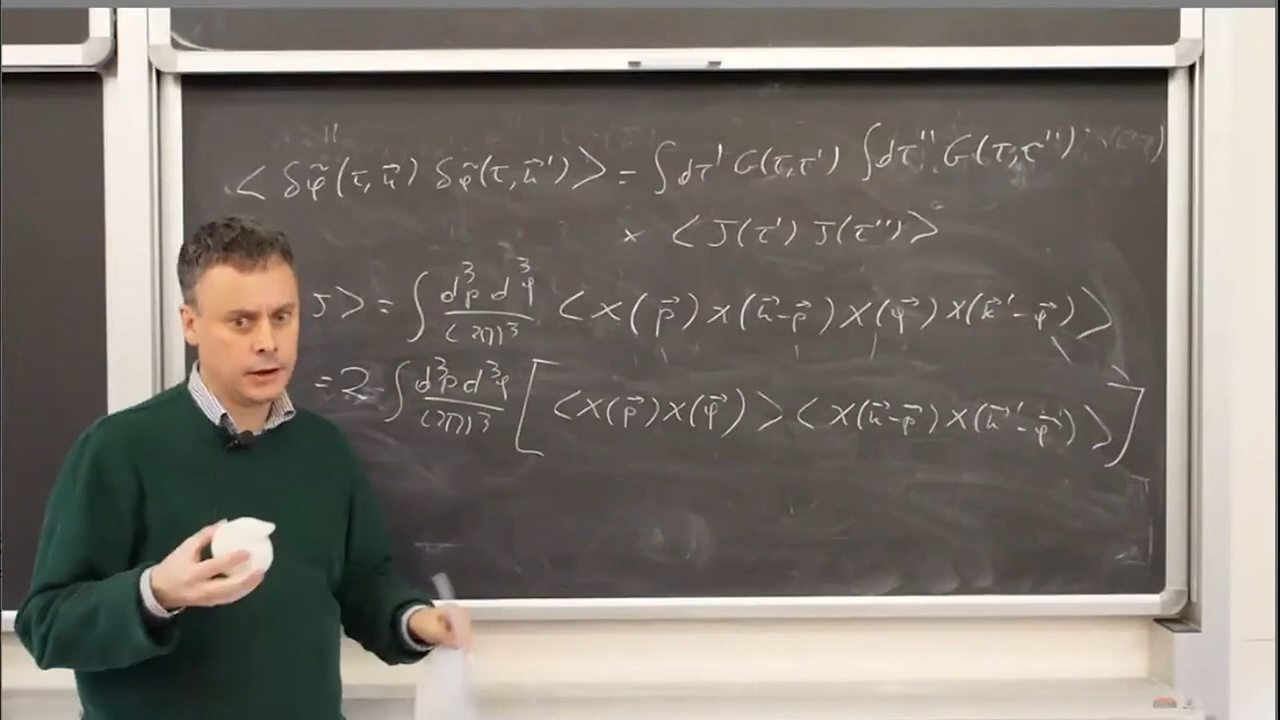 < δφ̃(τ,k⃗) δφ̃(τ,k⃗') > = ∫dτ' G(τ,τ') ∫dτ'' G(τ,τ'')
× < J(τ') J(τ'') >
J > = ∫ d³p d³q / (2π)³ < χ(p⃗) χ(k⃗-p⃗) χ(q⃗) χ(k⃗'-q⃗) >
= 2 ∫ d³p d³q / (2π)³ [ < χ(p⃗) χ(q⃗) > < χ(k⃗-p⃗) χ(k⃗'-q⃗) > ]